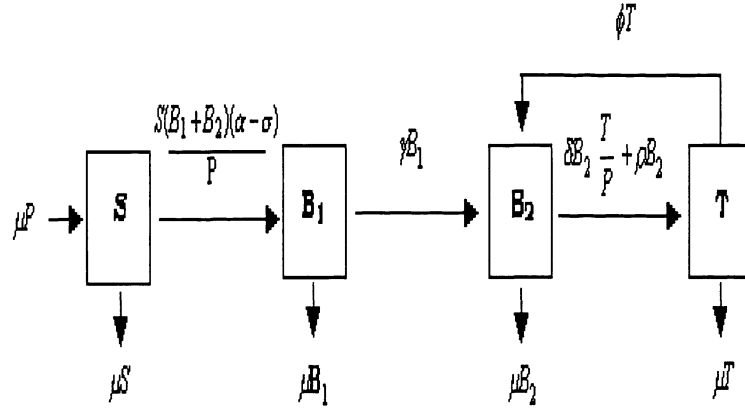 ϕT
S(B₁+B₂)(α-σ)
P
γB₁
δB₂ T/P + ρB₂
μP
S
B₁
B₂
T
μS
μB₁
μB₂
μT